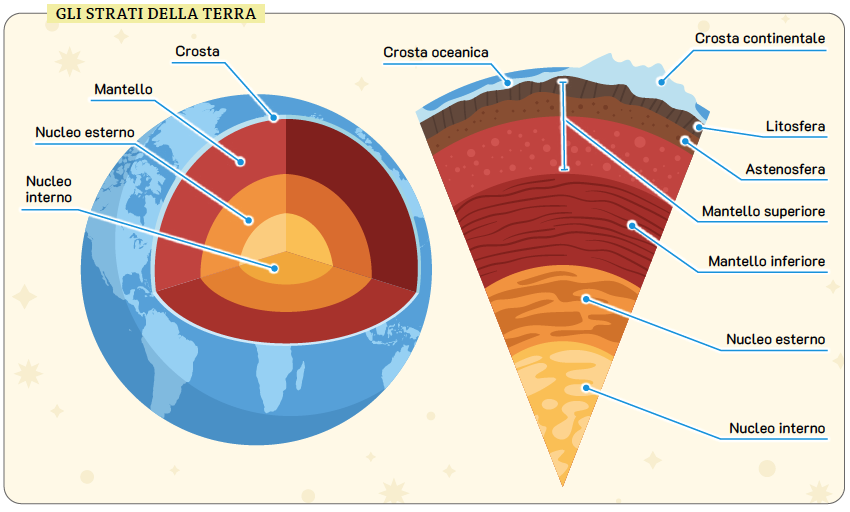 GLI STRATI DELLA TERRA
Crosta
Mantello
Nucleo esterno
Nucleo
interno
Crosta oceanica
Crosta continentale
Litosfera
Astenosfera
Mantello superiore
Mantello inferiore
Nucleo esterno
Nucleo interno